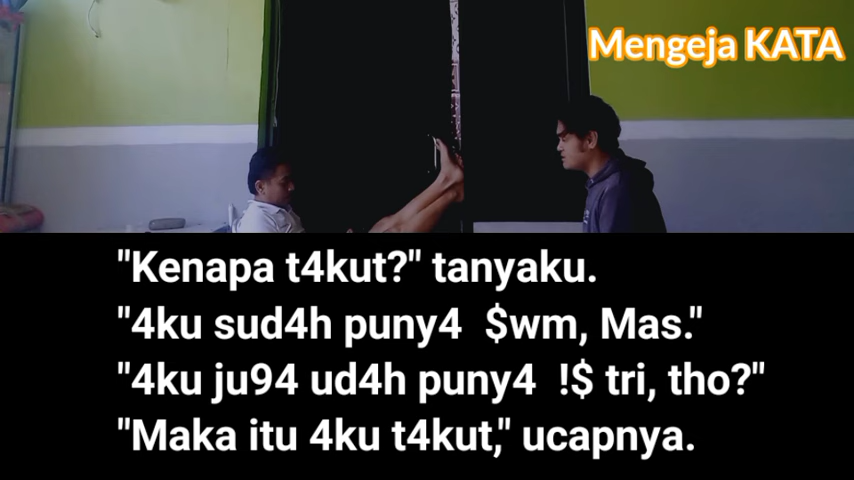 Mengeja KATA
"Kenapa t4kut?" tanyaku.
"4ku sud4h puny4 $wm, Mas."
"4ku ju94 ud4h puny4 !$ tri, tho?"
"Maka itu 4ku t4kut," ucapnya.